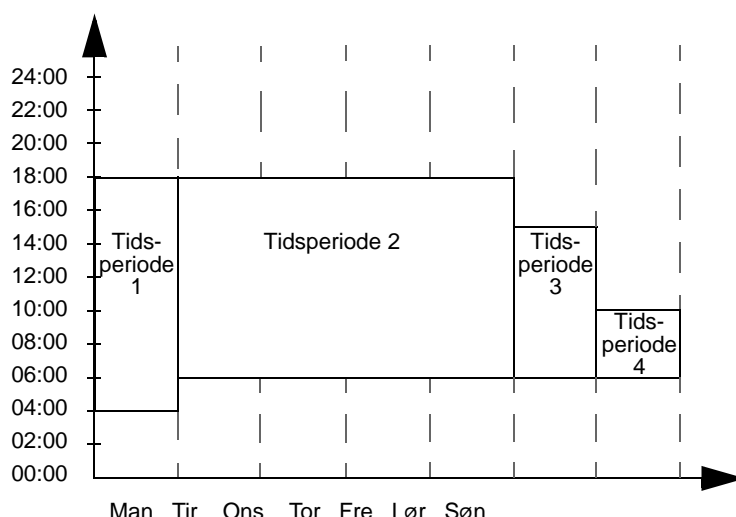 24:00
22:00
20:00
18:00
16:00
14:00
12:00
10:00
08:00
06:00
04:00
02:00
00:00
Tids-
periode
1
Tidsperiode 2
Tids-
periode
3
Tids-
periode
4
Man Tir Ons Tor Fre Lør Søn